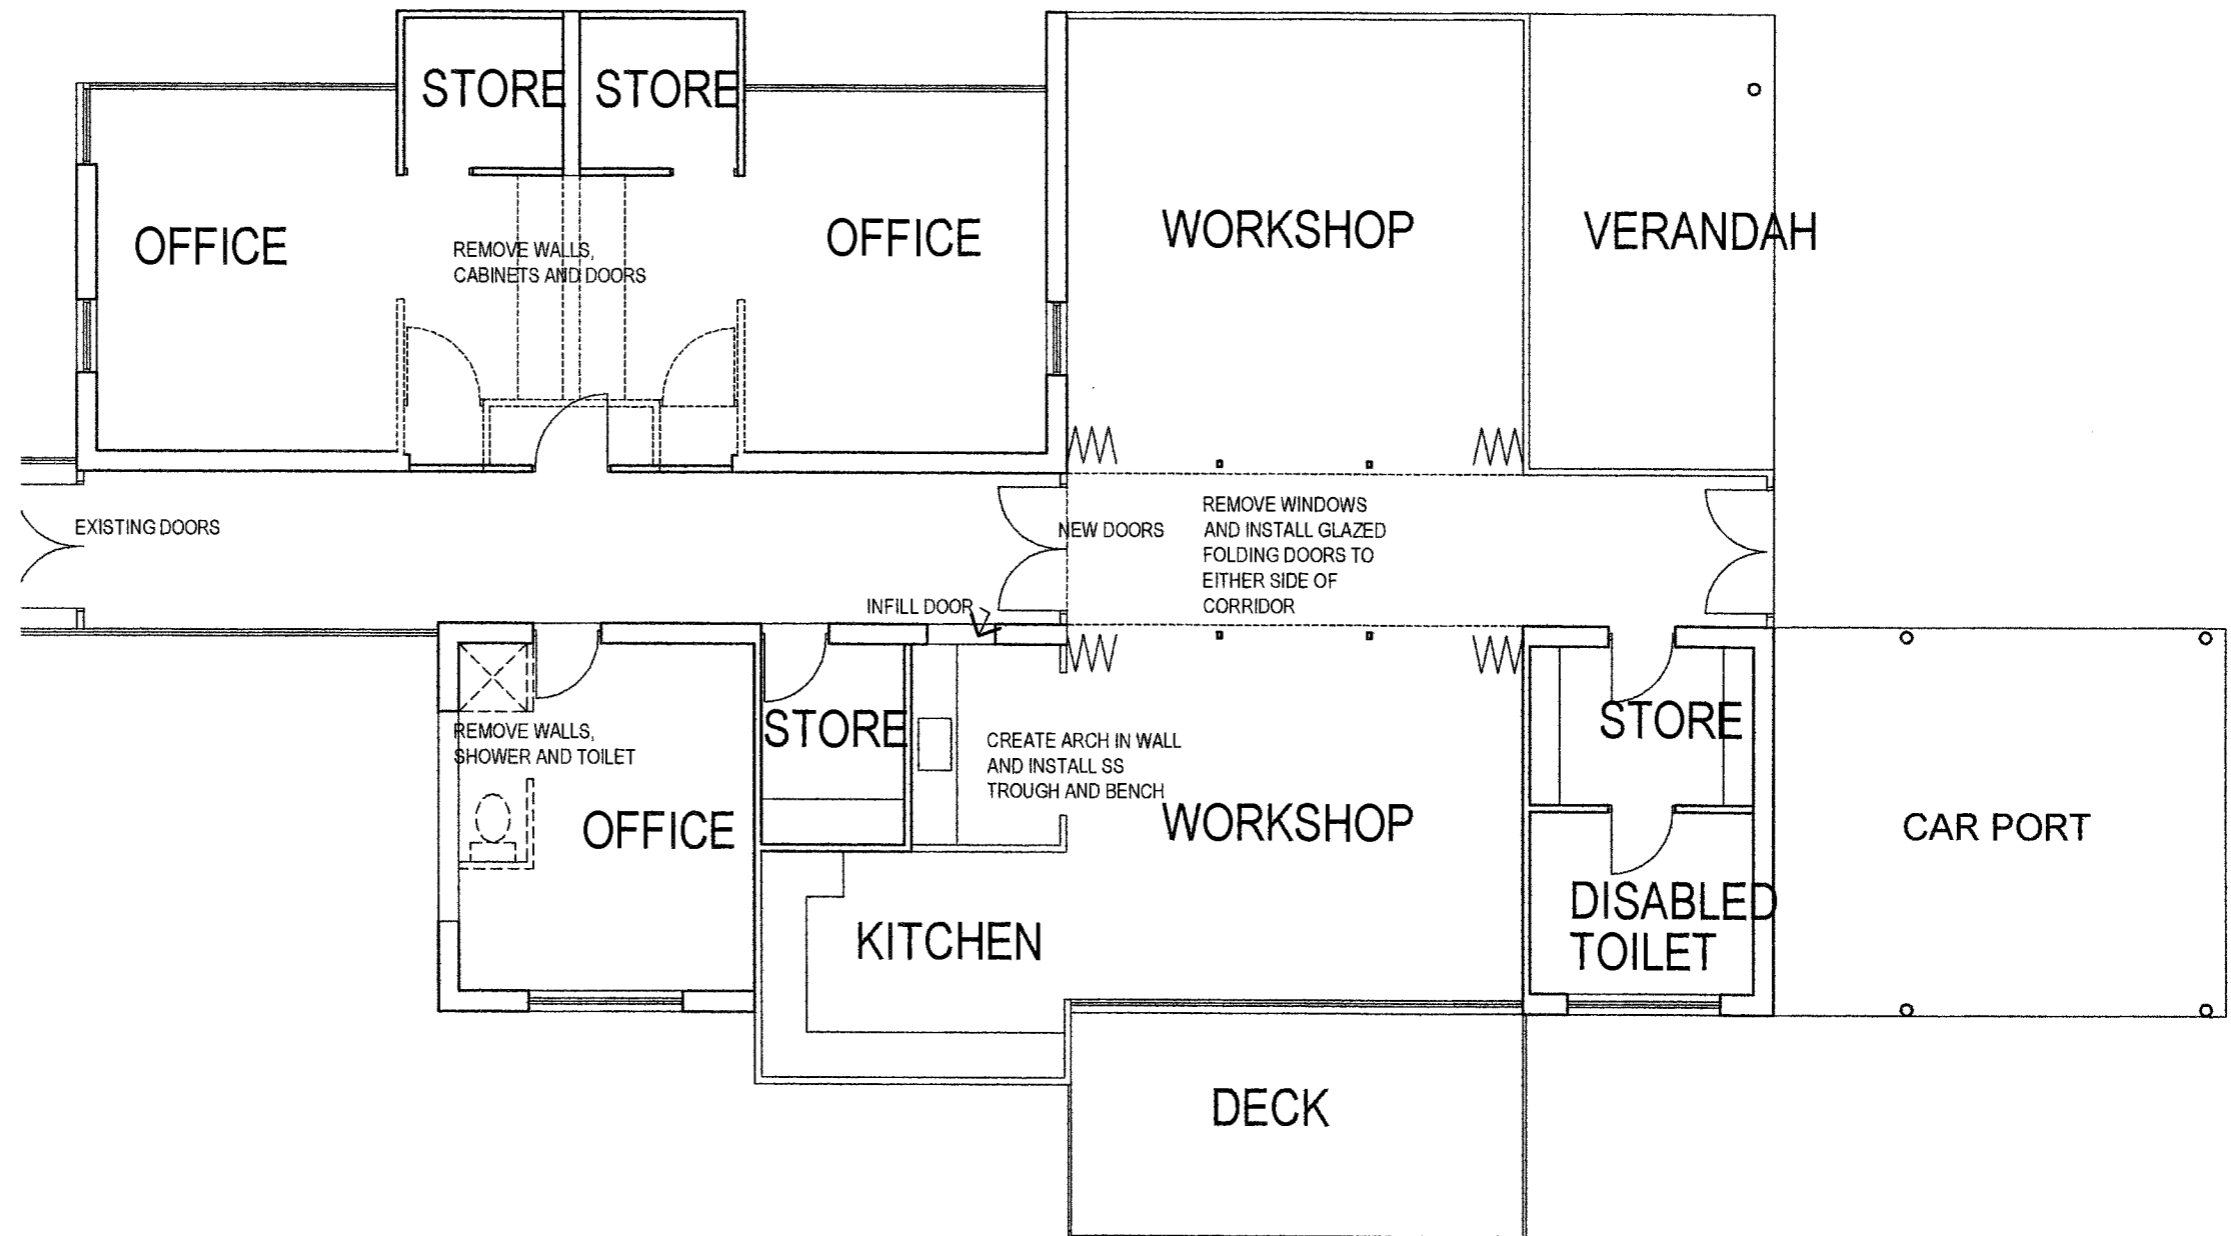 STORE
STORE
OFFICE
REMOVE WALLS,
CABINETS AND DOORS
OFFICE
WORKSHOP
VERANDAH
EXISTING DOORS
NEW DOORS
REMOVE WINDOWS
AND INSTALL GLAZED
FOLDING DOORS TO
EITHER SIDE OF
CORRIDOR
INFILL DOOR
REMOVE WALLS,
SHOWER AND TOILET
OFFICE
STORE
CREATE ARCH IN WALL
AND INSTALL SS
TROUGH AND BENCH
WORKSHOP
STORE
CAR PORT
KITCHEN
DISABLED
TOILET
DECK